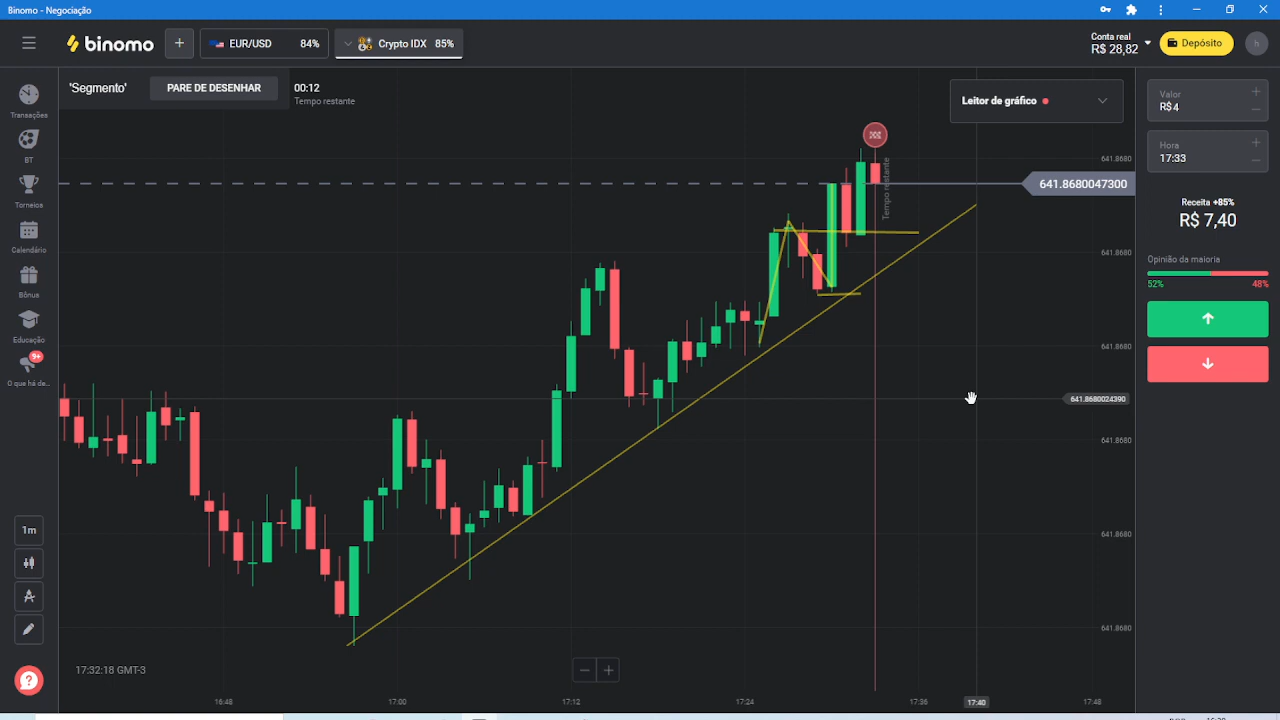 Binomo - Negociação
binomo
+
EUR/USD 84%
Crypto IDX 85%
Conta real
R$ 28,82
Depósito
h
'Segmento'
PARE DE DESENHAR
00:12
Tempo restante
Leitor de gráfico
Transações
BT
Torneios
Calendário
Bônus
Educação
9+
O que há de...
Valor
R$4
Hora
17:33
Receita +85%
R$ 7,40
Opinião da maioria
52% 48%
Tempo restante
641.8680
641.8680047300
641.8680
641.8680
641.8680024390
641.8680
641.8680
641.8680
1m
17:32:18 GMT-3
16:48
17:00
17:12
17:24
17:36
17:40
17:48